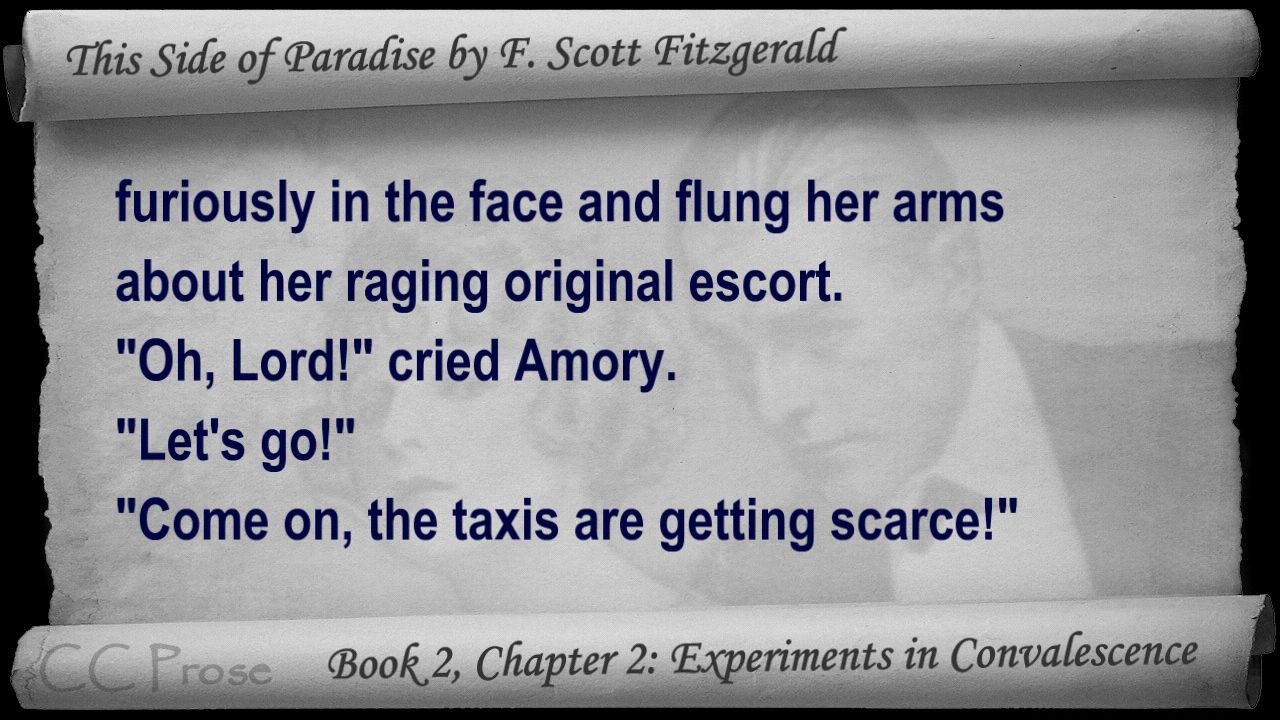 This Side of Paradise by F. Scott Fitzgerald
furiously in the face and flung her arms
about her raging original escort.
"Oh, Lord!" cried Amory.
"Let's go!"
"Come on, the taxis are getting scarce!"
CC Prose
Book 2, Chapter 2: Experiments in Convalescence